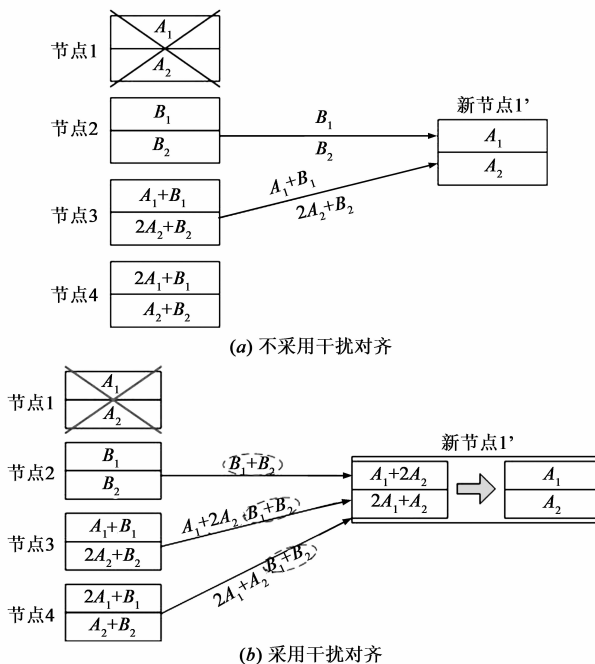 节点1
A₁
A₂
节点2
B₁
B₂
B₁
B₂
新节点1’
A₁
A₂
节点3
A₁+B₁
2A₂+B₂
A₁+B₁
2A₂+B₂
节点4
2A₁+B₁
A₂+B₂
(a) 不采用干扰对齐
节点1
A₁
A₂
节点2
B₁
B₂
B₁+B₂
新节点1’
A₁+2A₂
2A₁+A₂
A₁
A₂
节点3
A₁+B₁
2A₂+B₂
A₁+2A₂ B₁+B₂
节点4
2A₁+B₁
A₂+B₂
2A₁+A₂ B₁+B₂
(b) 采用干扰对齐